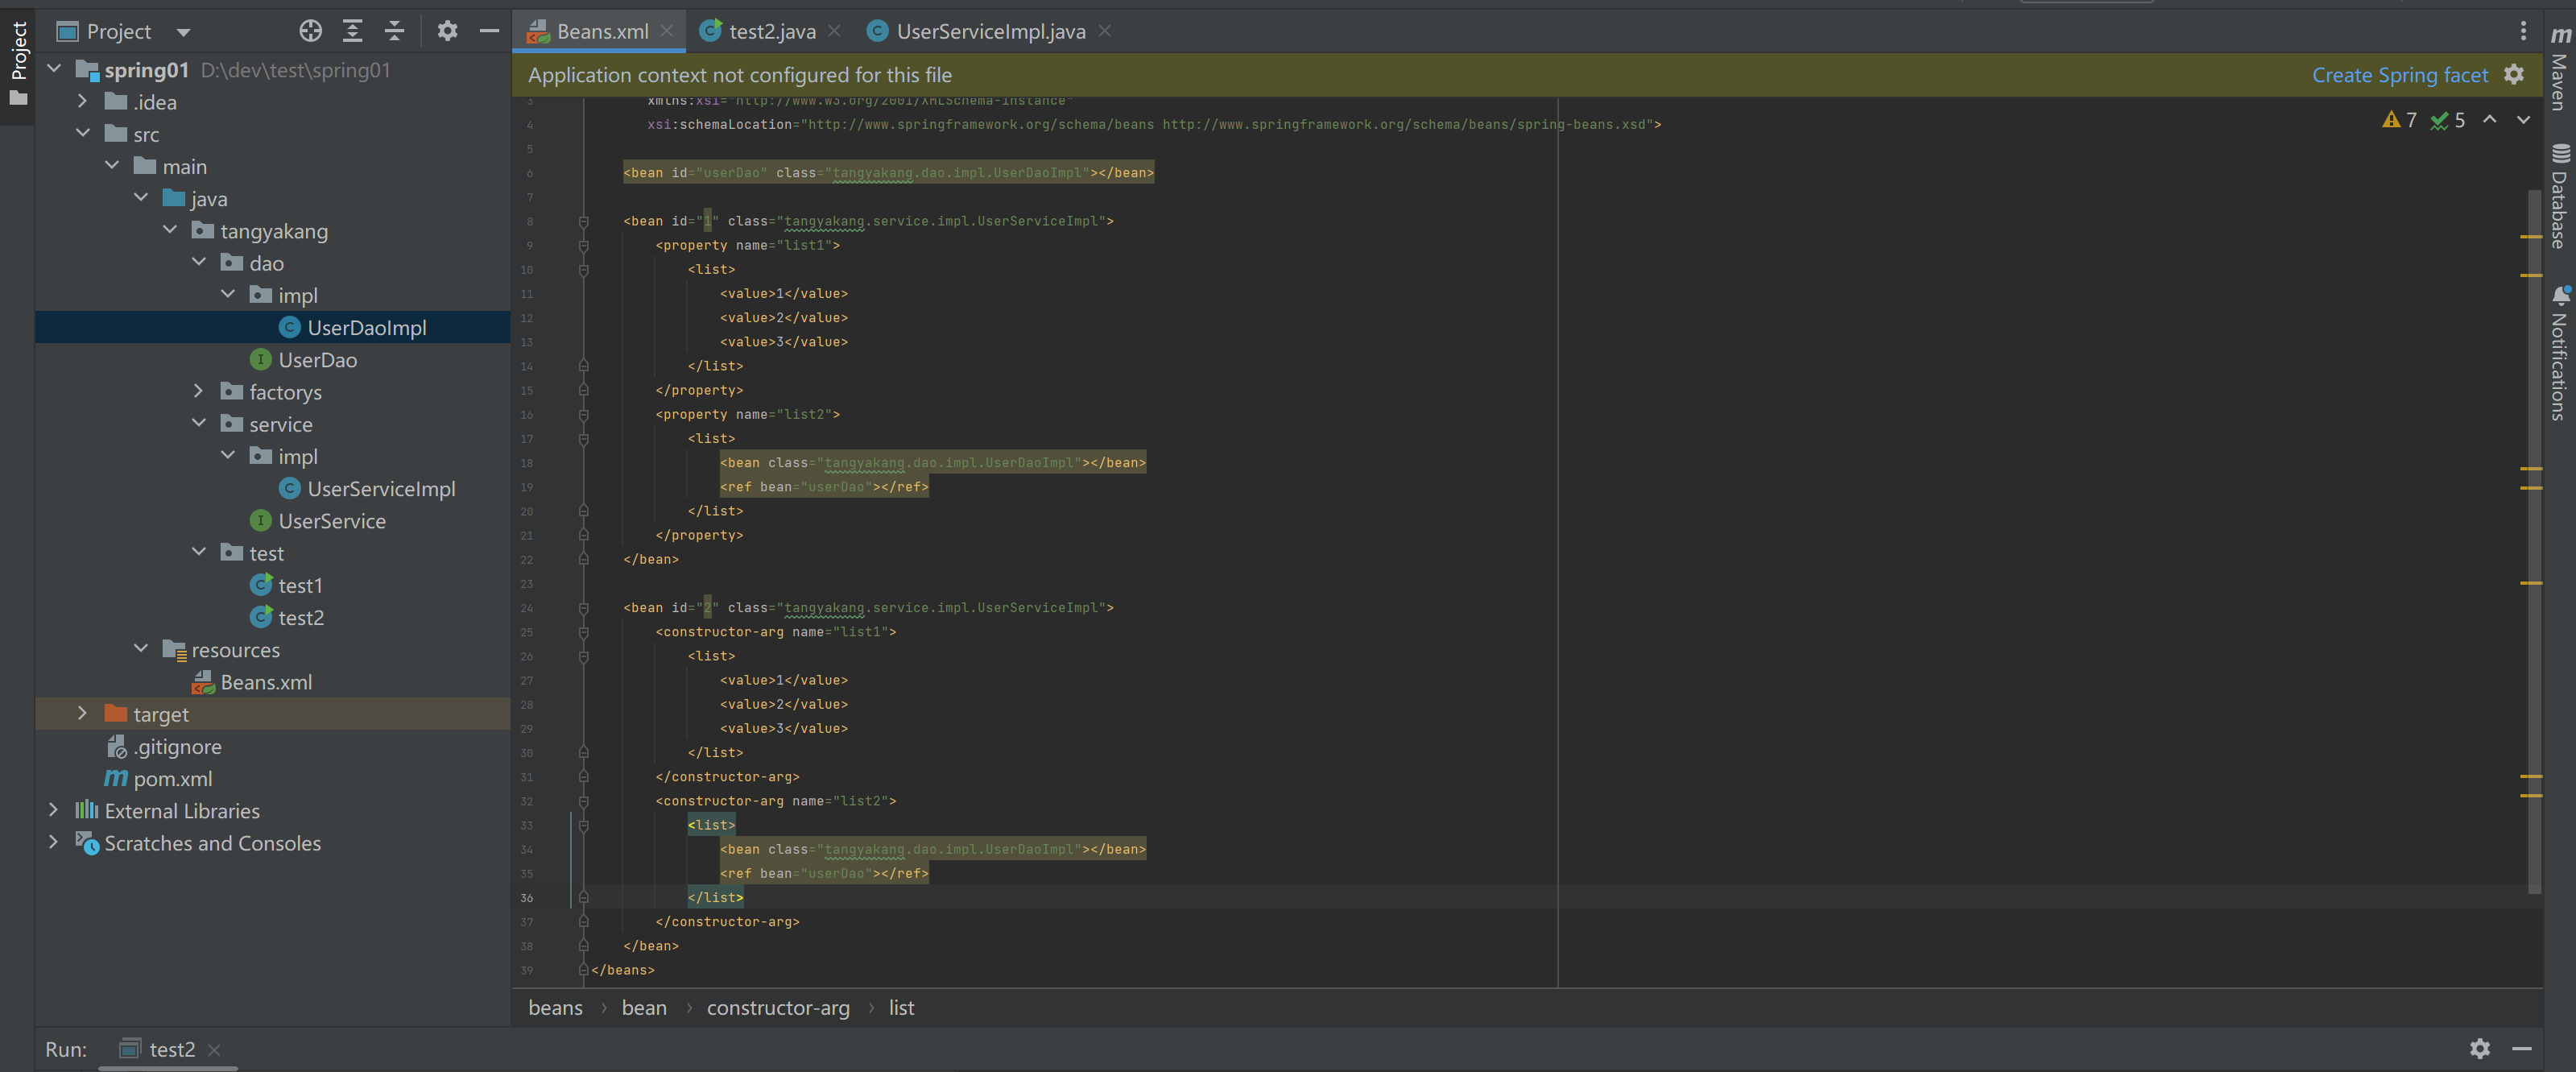 Project
Project
spring01 D:\dev\test\spring01
.idea
src
main
java
tangyakang
dao
impl
UserDaoImpl
UserDao
factorys
service
impl
UserServiceImpl
UserService
test
test1
test2
resources
Beans.xml
target
.gitignore
pom.xml
External Libraries
Scratches and Consoles
Beans.xml test2.java UserServiceImpl.java
Application context not configured for this file Create Spring facet
7 5
3 xmlns:xsi="http://www.w3.org/2001/XMLSchema-instance"
4 xsi:schemaLocation="http://www.springframework.org/schema/beans http://www.springframework.org/schema/beans/spring-beans.xsd">
5
6 <bean id="userDao" class="tangyakang.dao.impl.UserDaoImpl"></bean>
7
8 <bean id="1" class="tangyakang.service.impl.UserServiceImpl">
9 <property name="list1">
10 <list>
11 <value>1</value>
12 <value>2</value>
13 <value>3</value>
14 </list>
15 </property>
16 <property name="list2">
17 <list>
18 <bean class="tangyakang.dao.impl.UserDaoImpl"></bean>
19 <ref bean="userDao"></ref>
20 </list>
21 </property>
22 </bean>
23
24 <bean id="2" class="tangyakang.service.impl.UserServiceImpl">
25 <constructor-arg name="list1">
26 <list>
27 <value>1</value>
28 <value>2</value>
29 <value>3</value>
30 </list>
31 </constructor-arg>
32 <constructor-arg name="list2">
33 <list>
34 <bean class="tangyakang.dao.impl.UserDaoImpl"></bean>
35 <ref bean="userDao"></ref>
36 </list>
37 </constructor-arg>
38 </bean>
39 </beans>
beans › bean › constructor-arg › list
Run: test2
m Maven
Database
Notifications